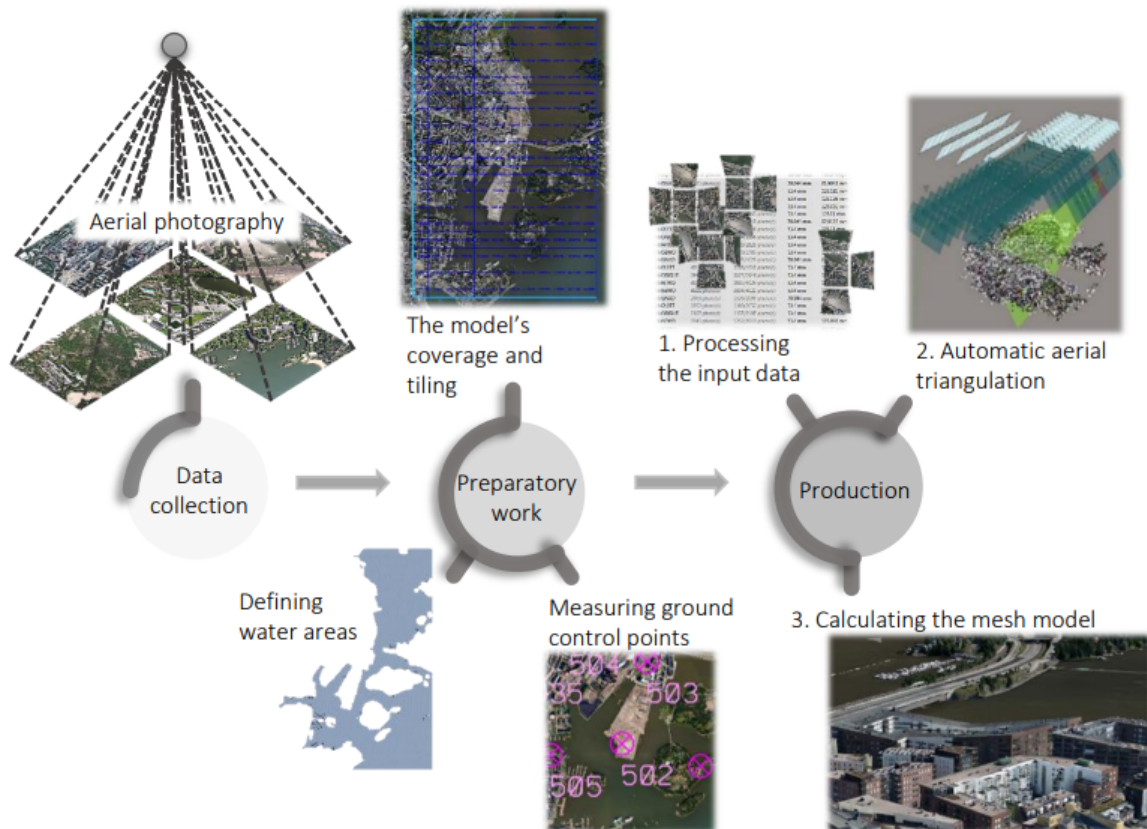 Aerial photography
The model's
coverage and
tiling
1. Processing
the input data
2. Automatic aerial
triangulation
Data
collection
Preparatory
work
Production
Defining
water areas
Measuring ground
control points
3. Calculating the mesh model
504
35
503
502
505